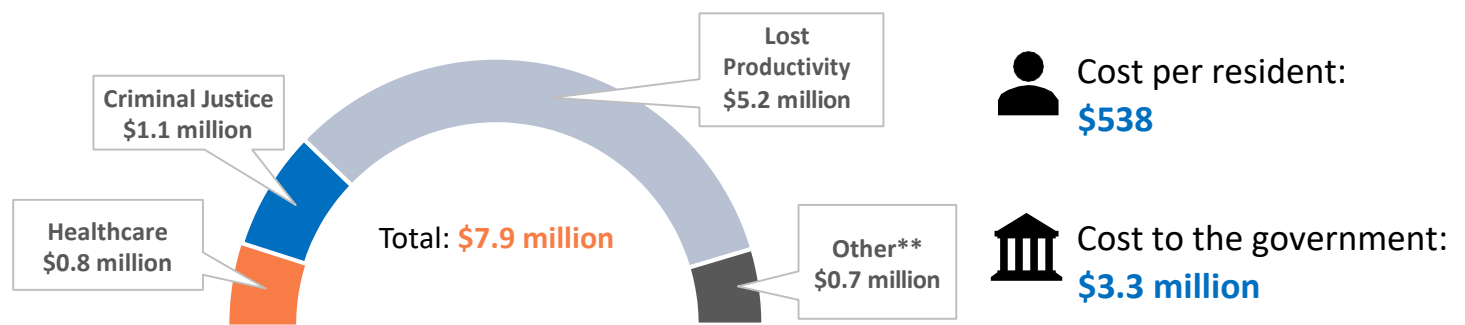 Lost
Productivity
$5.2 million
Criminal Justice
$1.1 million
Healthcare
$0.8 million
Total: $7.9 million
Other**
$0.7 million
Cost per resident:
$538
Cost to the government:
$3.3 million